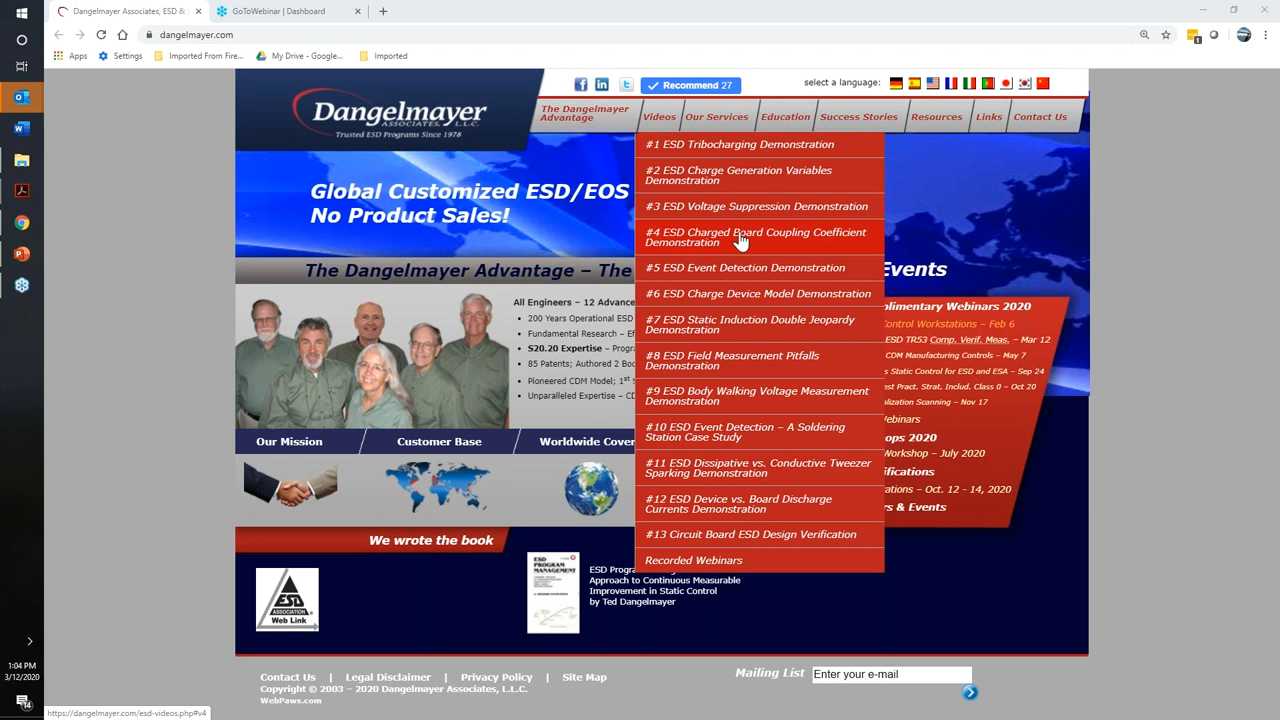 Dangelmayer Associates, ESD &
GoToWebinar | Dashboard
dangelmayer.com
Apps
Settings
Imported From Fire...
My Drive - Google...
Imported
Recommend 27
select a language:
Dangelmayer
ASSOCIATES, L.L.C.
Trusted ESD Programs Since 1978
The Dangelmayer
Advantage
Videos
Our Services
Education
Success Stories
Resources
Links
Contact Us
#1 ESD Tribocharging Demonstration
#2 ESD Charge Generation Variables
Demonstration
#3 ESD Voltage Suppression Demonstration
#4 ESD Charged Board Coupling Coefficient
Demonstration
#5 ESD Event Detection Demonstration
#6 ESD Charge Device Model Demonstration
#7 ESD Static Induction Double Jeopardy
Demonstration
#8 ESD Field Measurement Pitfalls
Demonstration
#9 ESD Body Walking Voltage Measurement
Demonstration
#10 ESD Event Detection – A Soldering
Station Case Study
#11 ESD Dissipative vs. Conductive Tweezer
Sparking Demonstration
#12 ESD Device vs. Board Discharge
Currents Demonstration
#13 Circuit Board ESD Design Verification
Recorded Webinars
Global Customized ESD/EOS
No Product Sales!
The Dangelmayer Advantage – The
All Engineers – 12 Advance
• 200 Years Operational ESD
• Fundamental Research – Ef
• S20.20 Expertise – Progr
• 85 Patents; Authored 2 Boo
• Pioneered CDM Model; 1st S
• Unparalleled Expertise – CD
Events
plimentary Webinars 2020
Control Workstations – Feb 6
ESD TR53 Comp. Verif. Meas. – Mar 12
CDM Manufacturing Controls – May 7
s Static Control for ESD and ESA – Sep 24
est Pract. Strat. Includ. Class 0 – Oct 20
lization Scanning – Nov 17
Webinars
ops 2020
Workshop – July 2020
ifications
rations – Oct. 12 - 14, 2020
rs & Events
Our Mission
Customer Base
Worldwide Cover
We wrote the book
ESD
ASSOCIATION
Web Link
ESD
PROGRAM
MANAGEMENT
ESD Progra
Approach to Continuous Measurable
Improvement in Static Control
by Ted Dangelmayer
Contact Us | Legal Disclaimer | Privacy Policy | Site Map
Copyright © 2003 – 2020 Dangelmayer Associates, L.L.C.
WebPaws.com
Mailing List
Enter your e-mail
1:04 PM
3/12/2020
14
https://dangelmayer.com/esd-videos.php#v4